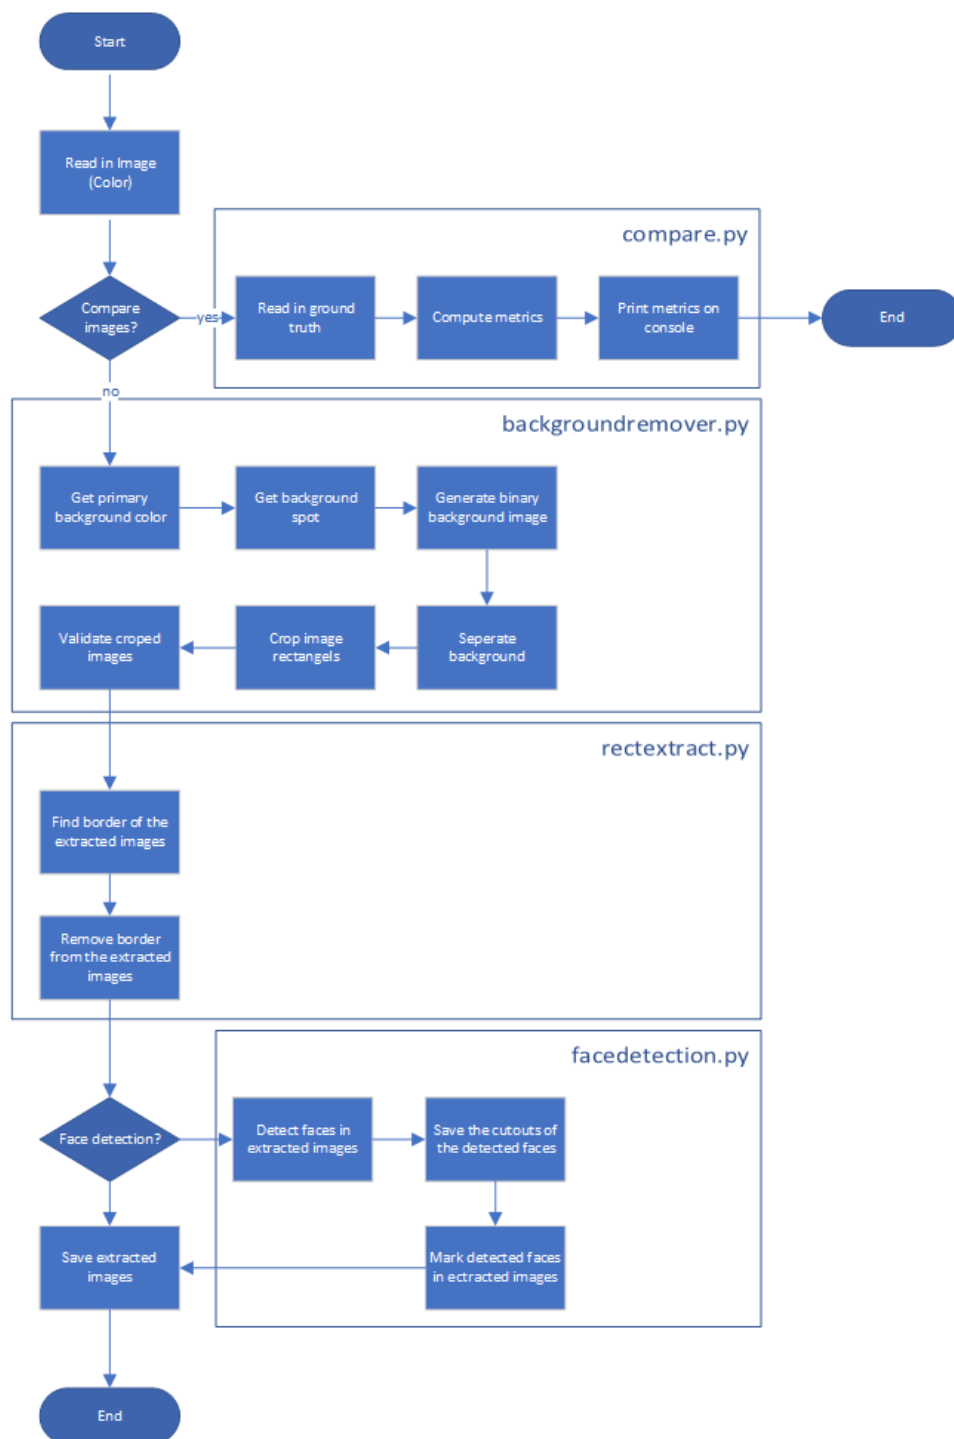 Start
Read in Image
(Color)
compare.py
Compare
images?
yes
Read in ground
truth
Compute metrics
Print metrics on
console
End
no
backgroundremover.py
Get primary
background color
Get background
spot
Generate binary
background image
Validate croped
images
Crop image
rectangels
Seperate
background
rectextract.py
Find border of the
extracted images
Remove border
from the extracted
images
facedetection.py
Face detection?
Detect faces in
extracted images
Save the cutouts of
the detected faces
Save extracted
images
Mark detected faces
in ectracted images
End